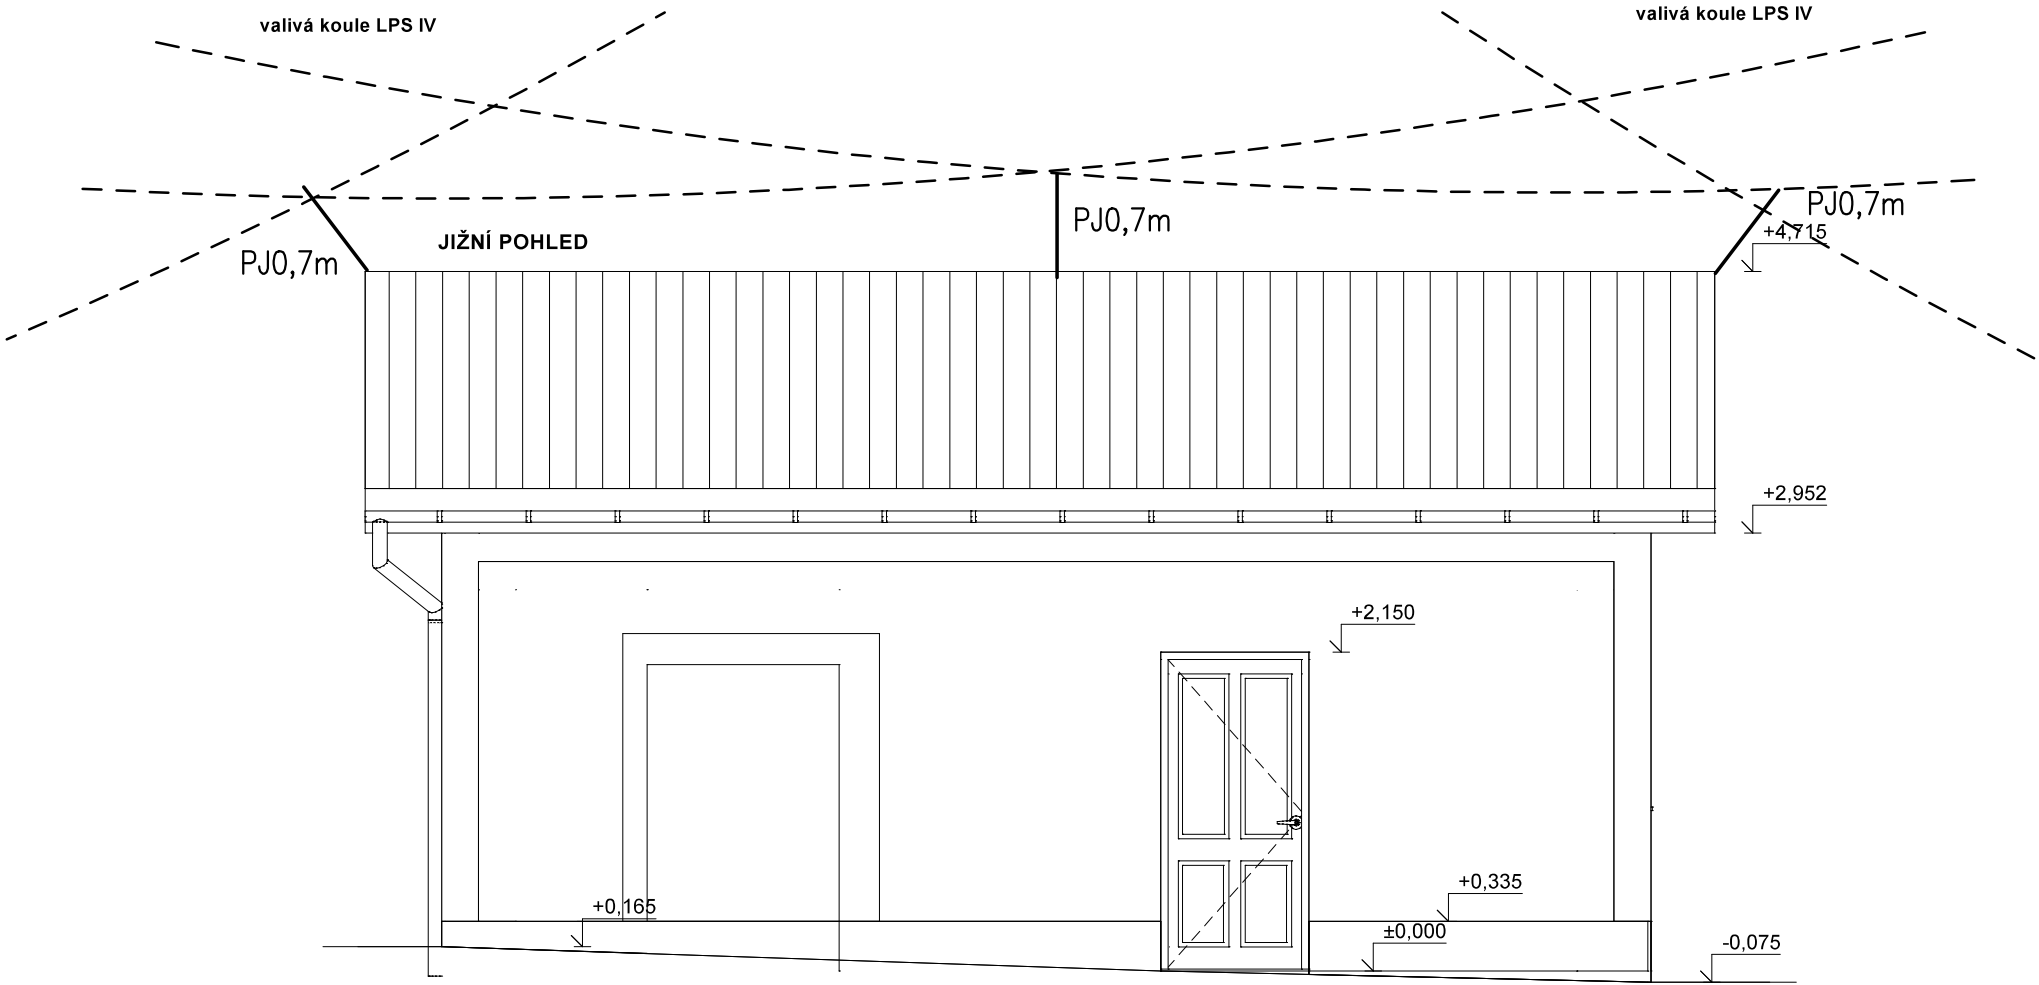 valivá koule LPS IV
valivá koule LPS IV
PJ0,7m
JIŽNÍ POHLED
PJ0,7m
PJ0,7m
+4,715
+2,952
+2,150
+0,165
+0,335
±0,000
-0,075